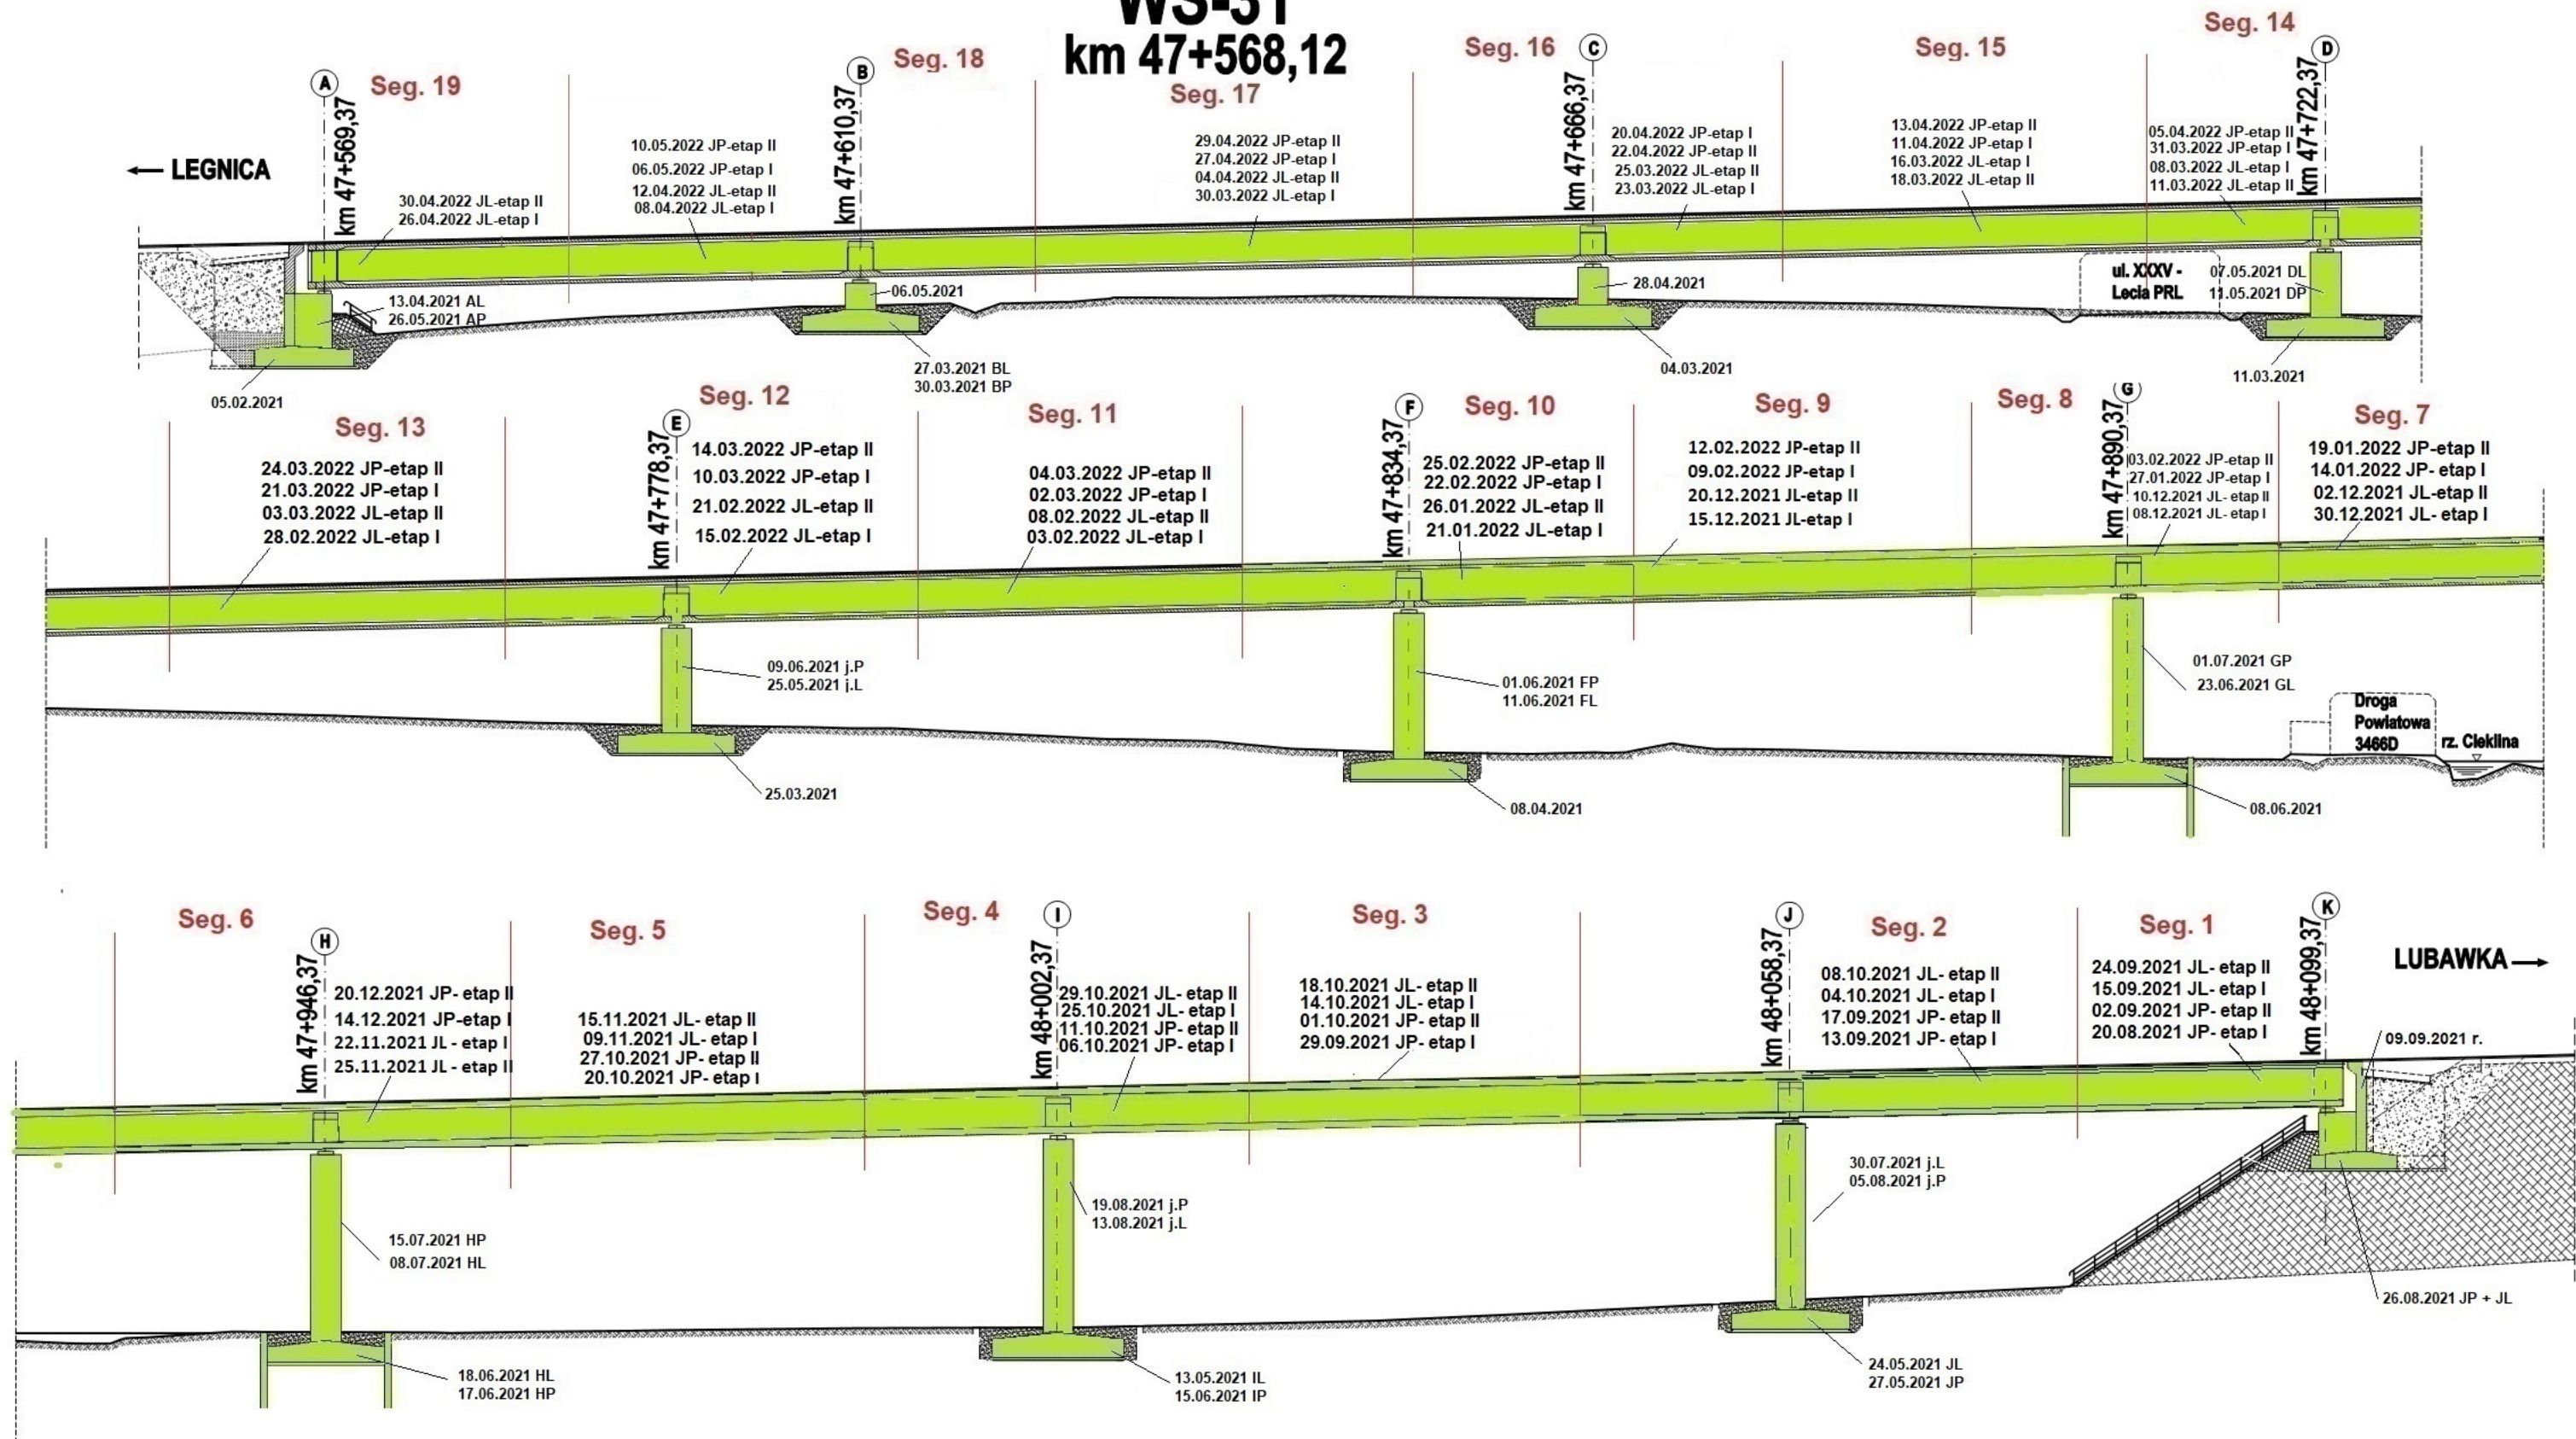 WS-31
km 47+568,12
Seg. 19
Seg. 18
Seg. 17
Seg. 16
Seg. 15
Seg. 14
A
B
C
D
km 47+569,37
km 47+610,37
km 47+666,37
km 47+722,37
← LEGNICA
30.04.2022 JL-etap II
26.04.2022 JL-etap I
10.05.2022 JP-etap II
06.05.2022 JP-etap I
12.04.2022 JL-etap II
08.04.2022 JL-etap I
29.04.2022 JP-etap II
27.04.2022 JP-etap I
04.04.2022 JL-etap II
30.03.2022 JL-etap I
20.04.2022 JP-etap I
22.04.2022 JP-etap II
25.03.2022 JL-etap II
23.03.2022 JL-etap I
13.04.2022 JP-etap II
11.04.2022 JP-etap I
16.03.2022 JL-etap I
18.03.2022 JL-etap II
05.04.2022 JP-etap II
31.03.2022 JP-etap I
08.03.2022 JL-etap I
11.03.2022 JL-etap II
13.04.2021 AL
26.05.2021 AP
05.02.2021
06.05.2021
27.03.2021 BL
30.03.2021 BP
28.04.2021
04.03.2021
ul. XXXV -
Lecia PRL
07.05.2021 DL
11.05.2021 DP
11.03.2021
Seg. 13
Seg. 12
Seg. 11
Seg. 10
Seg. 9
Seg. 8
Seg. 7
E
F
G
km 47+778,37
km 47+834,37
km 47+890,37
24.03.2022 JP-etap II
21.03.2022 JP-etap I
03.03.2022 JL-etap II
28.02.2022 JL-etap I
14.03.2022 JP-etap II
10.03.2022 JP-etap I
21.02.2022 JL-etap II
15.02.2022 JL-etap I
04.03.2022 JP-etap II
02.03.2022 JP-etap I
08.02.2022 JL-etap II
03.02.2022 JL-etap I
25.02.2022 JP-etap II
22.02.2022 JP-etap I
26.01.2022 JL-etap II
21.01.2022 JL-etap I
12.02.2022 JP-etap II
09.02.2022 JP-etap I
20.12.2021 JL-etap II
15.12.2021 JL-etap I
03.02.2022 JP-etap II
27.01.2022 JP-etap I
10.12.2021 JL- etap II
08.12.2021 JL- etap I
19.01.2022 JP-etap II
14.01.2022 JP- etap I
02.12.2021 JL-etap II
30.12.2021 JL- etap I
09.06.2021 j.P
25.05.2021 j.L
25.03.2021
01.06.2021 FP
11.06.2021 FL
08.04.2021
01.07.2021 GP
23.06.2021 GL
08.06.2021
Droga
Powiatowa
3466D
rz. Cieklina
Seg. 6
Seg. 5
Seg. 4
Seg. 3
Seg. 2
Seg. 1
H
I
J
K
km 47+946,37
km 48+002,37
km 48+058,37
km 48+099,37
LUBAWKA →
20.12.2021 JP- etap II
14.12.2021 JP-etap I
22.11.2021 JL - etap I
25.11.2021 JL - etap II
15.11.2021 JL- etap II
09.11.2021 JL- etap I
27.10.2021 JP- etap II
20.10.2021 JP- etap I
29.10.2021 JL- etap II
25.10.2021 JL- etap I
11.10.2021 JP- etap II
06.10.2021 JP- etap I
18.10.2021 JL- etap II
14.10.2021 JL- etap I
01.10.2021 JP- etap II
29.09.2021 JP- etap I
08.10.2021 JL- etap II
04.10.2021 JL- etap I
17.09.2021 JP- etap II
13.09.2021 JP- etap I
24.09.2021 JL- etap II
15.09.2021 JL- etap I
02.09.2021 JP- etap II
20.08.2021 JP- etap I
09.09.2021 r.
15.07.2021 HP
08.07.2021 HL
18.06.2021 HL
17.06.2021 HP
19.08.2021 j.P
13.08.2021 j.L
13.05.2021 IL
15.06.2021 IP
30.07.2021 j.L
05.08.2021 j.P
24.05.2021 JL
27.05.2021 JP
26.08.2021 JP + JL